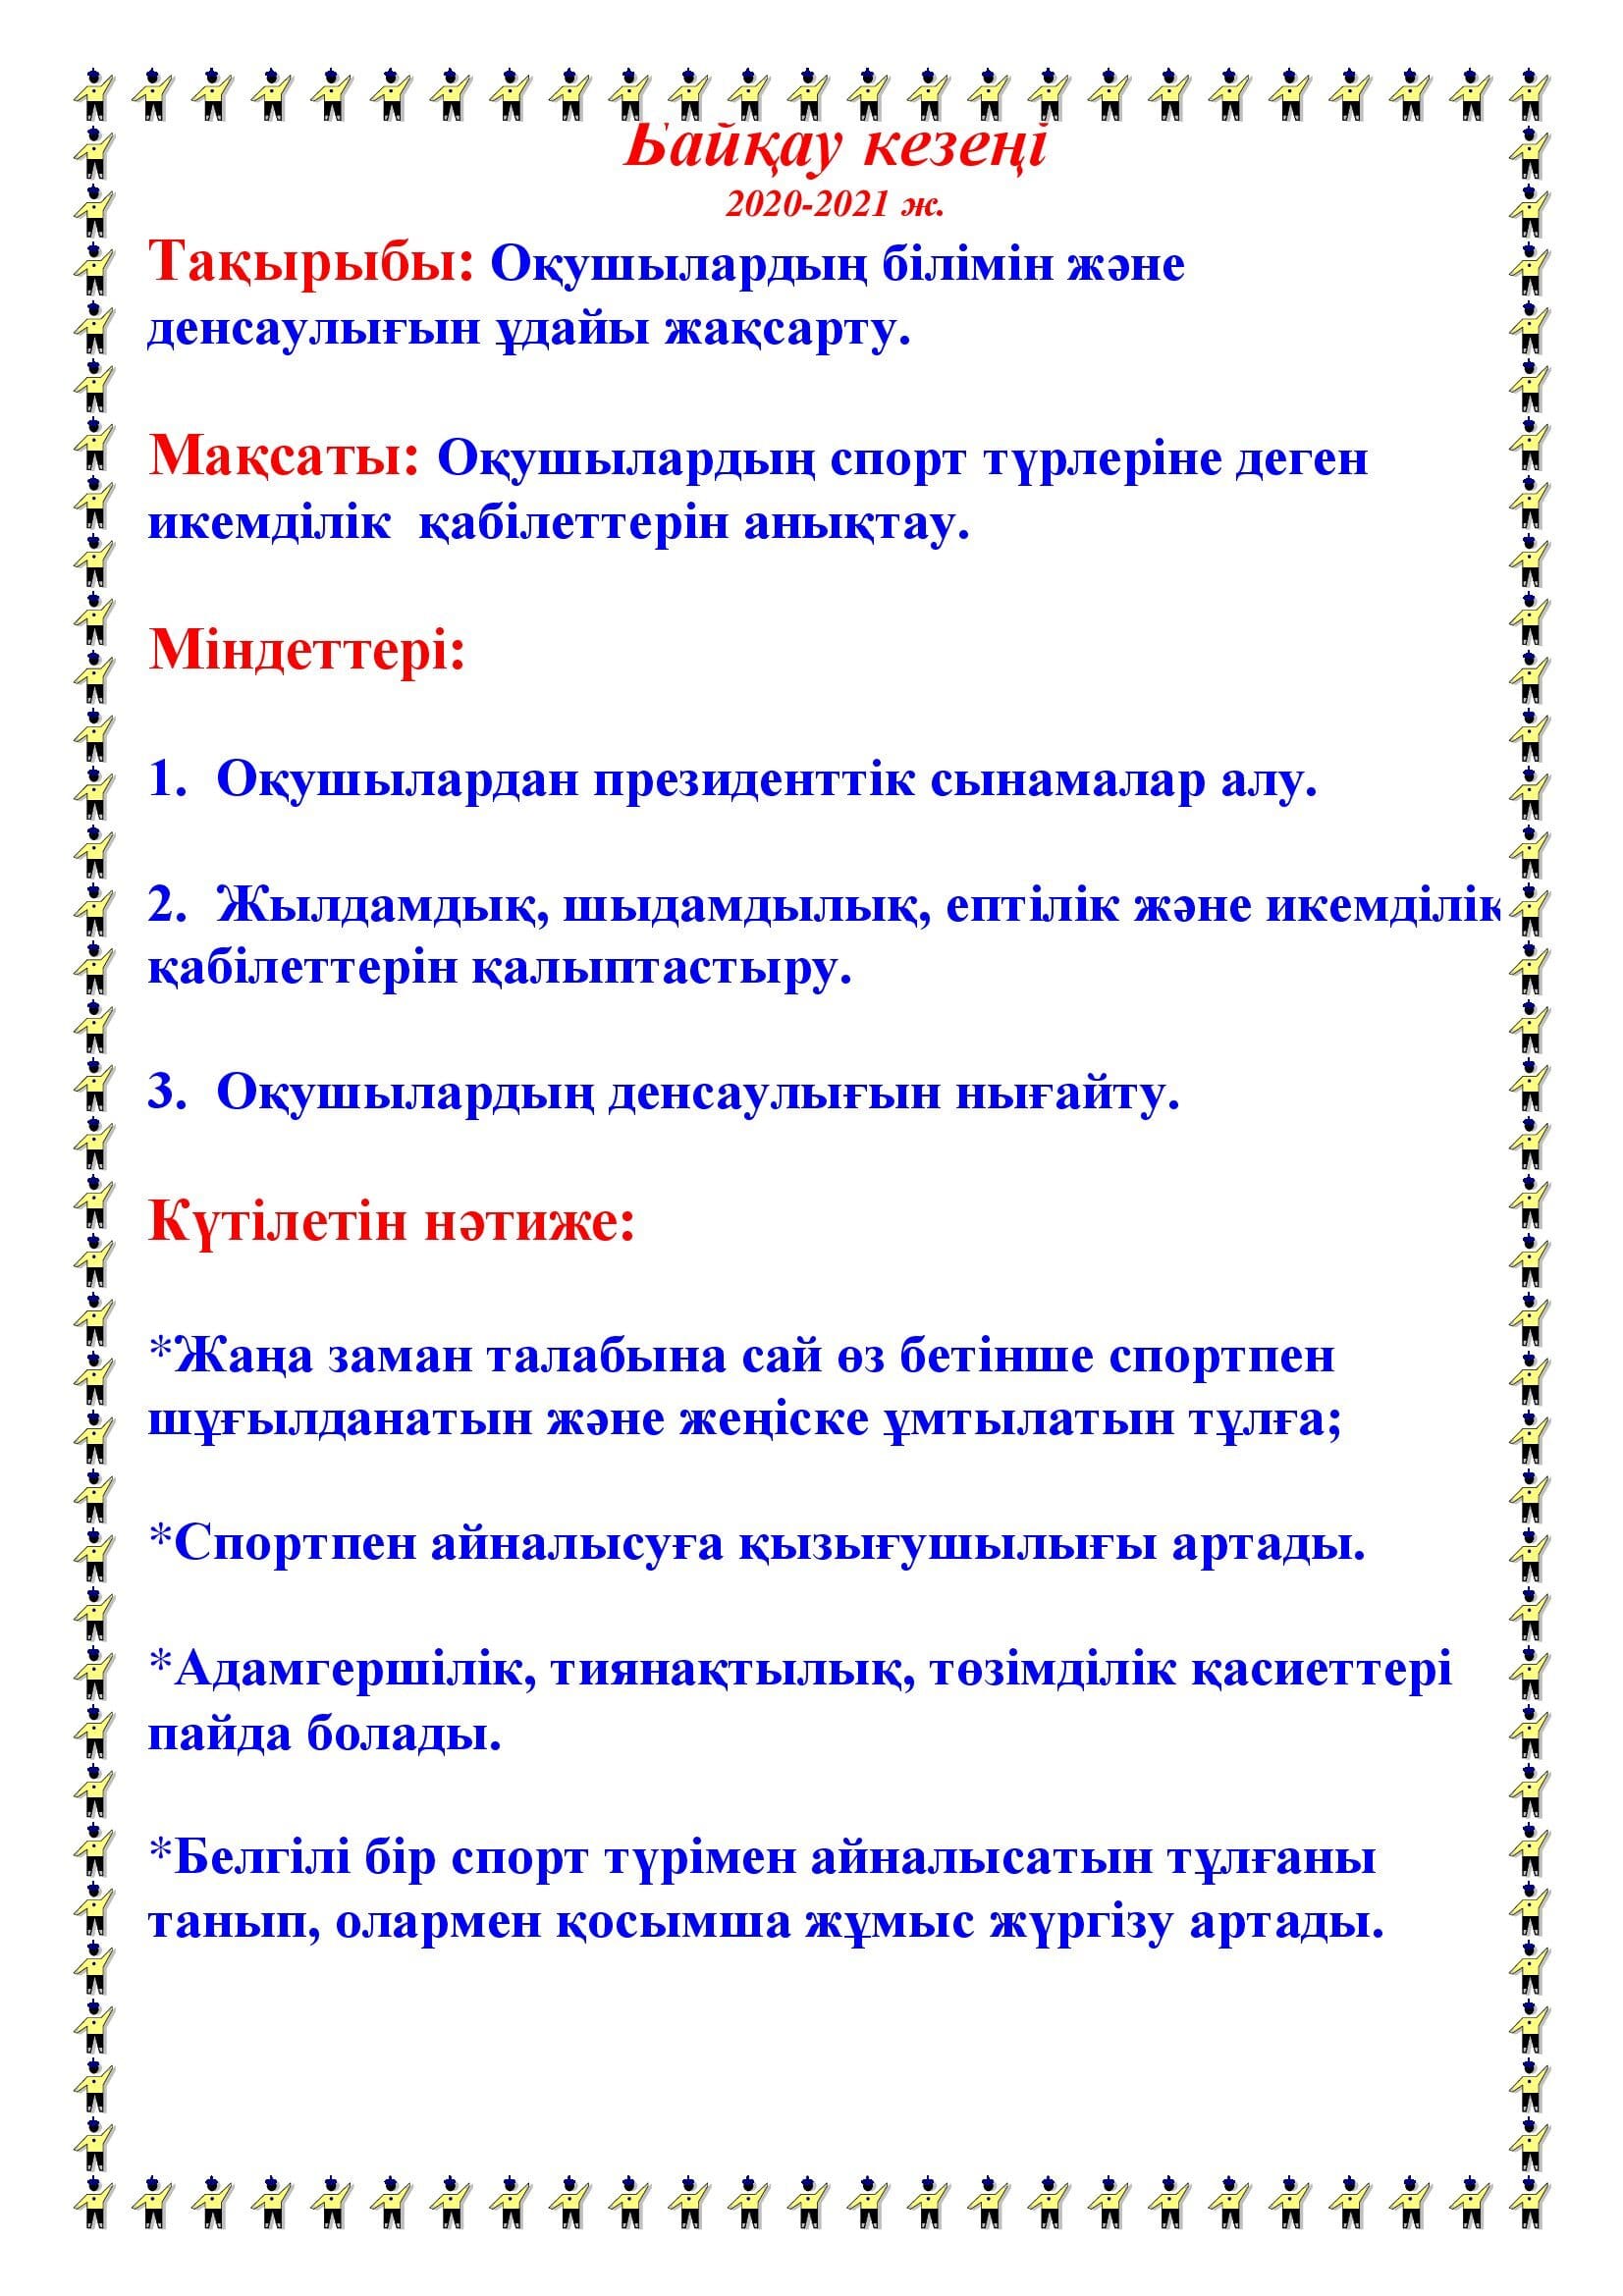 Байқау кезеңі
2020-2021 ж.
Тақырыбы: Оқушылардың білімін және
денсаулығын ұдайы жақсарту.
Мақсаты: Оқушылардың спорт түрлеріне деген
икемділік қабілеттерін анықтау.
Міндеттері:
1. Оқушылардан президенттік сынамалар алу.
2. Жылдамдық, шыдамдылық, ептілік және икемділік
қабілеттерін қалыптастыру.
3. Оқушылардың денсаулығын нығайту.
Күтілетін нәтиже:
*Жаңа заман талабына сай өз бетінше спортпен
шұғылданатын және жеңіске ұмтылатын тұлға;
*Спортпен айналысуға қызығушылығы артады.
*Адамгершілік, тиянақтылық, төзімділік қасиеттері
пайда болады.
*Белгілі бір спорт түрімен айналысатын тұлғаны
танып, олармен қосымша жұмыс жүргізу артады.